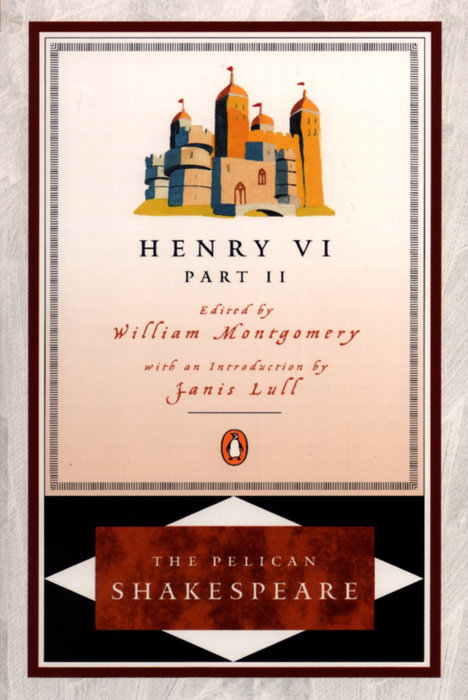 HENRY VI
PART II
Edited by
William Montgomery
with an Introduction by
Janis Lull
THE PELICAN
SHAKESPEARE